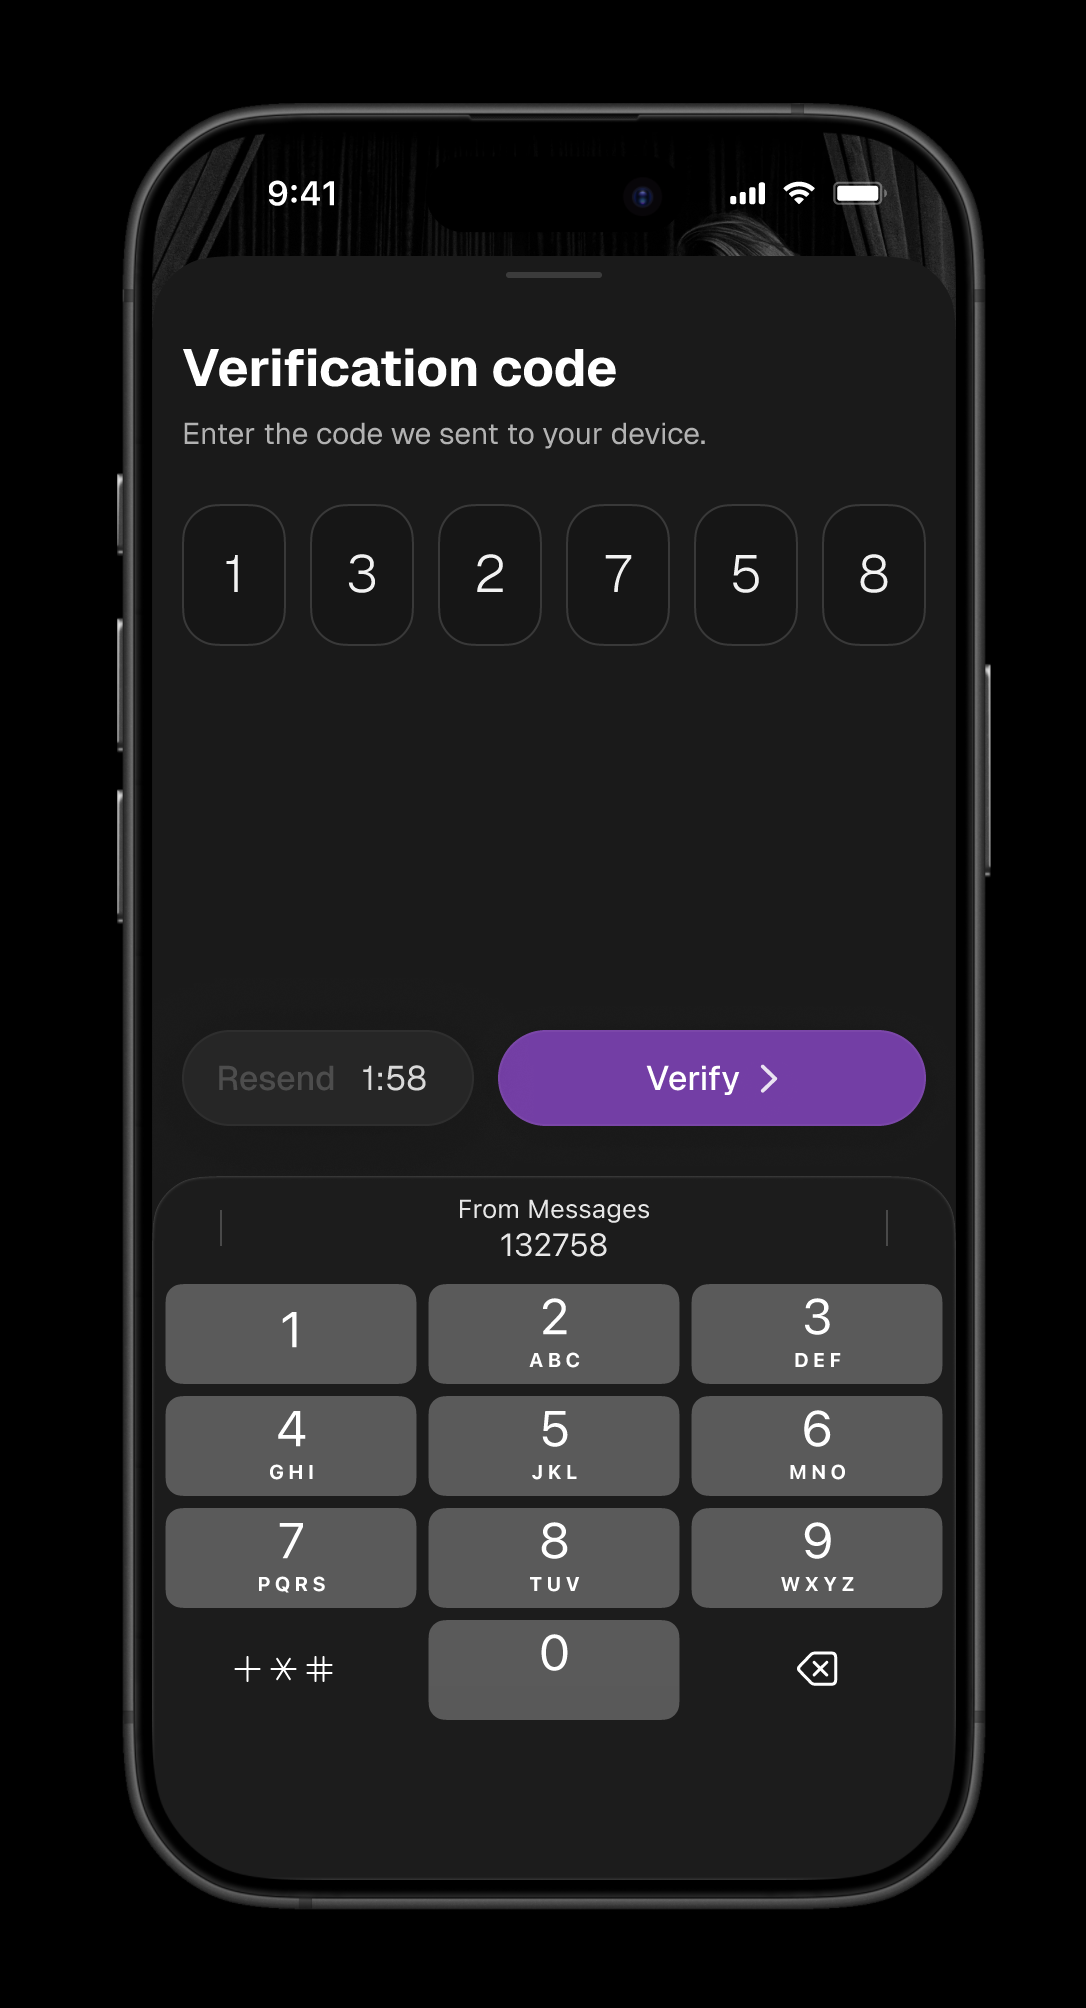 9:41
Verification code
Enter the code we sent to your device.
1 3 2 7 5 8
Resend 1:58
Verify
From Messages
132758
1 2 3
ABC DEF
4 5 6
GHI JKL MNO
7 8 9
PQRS TUV WXYZ
+ * # 0